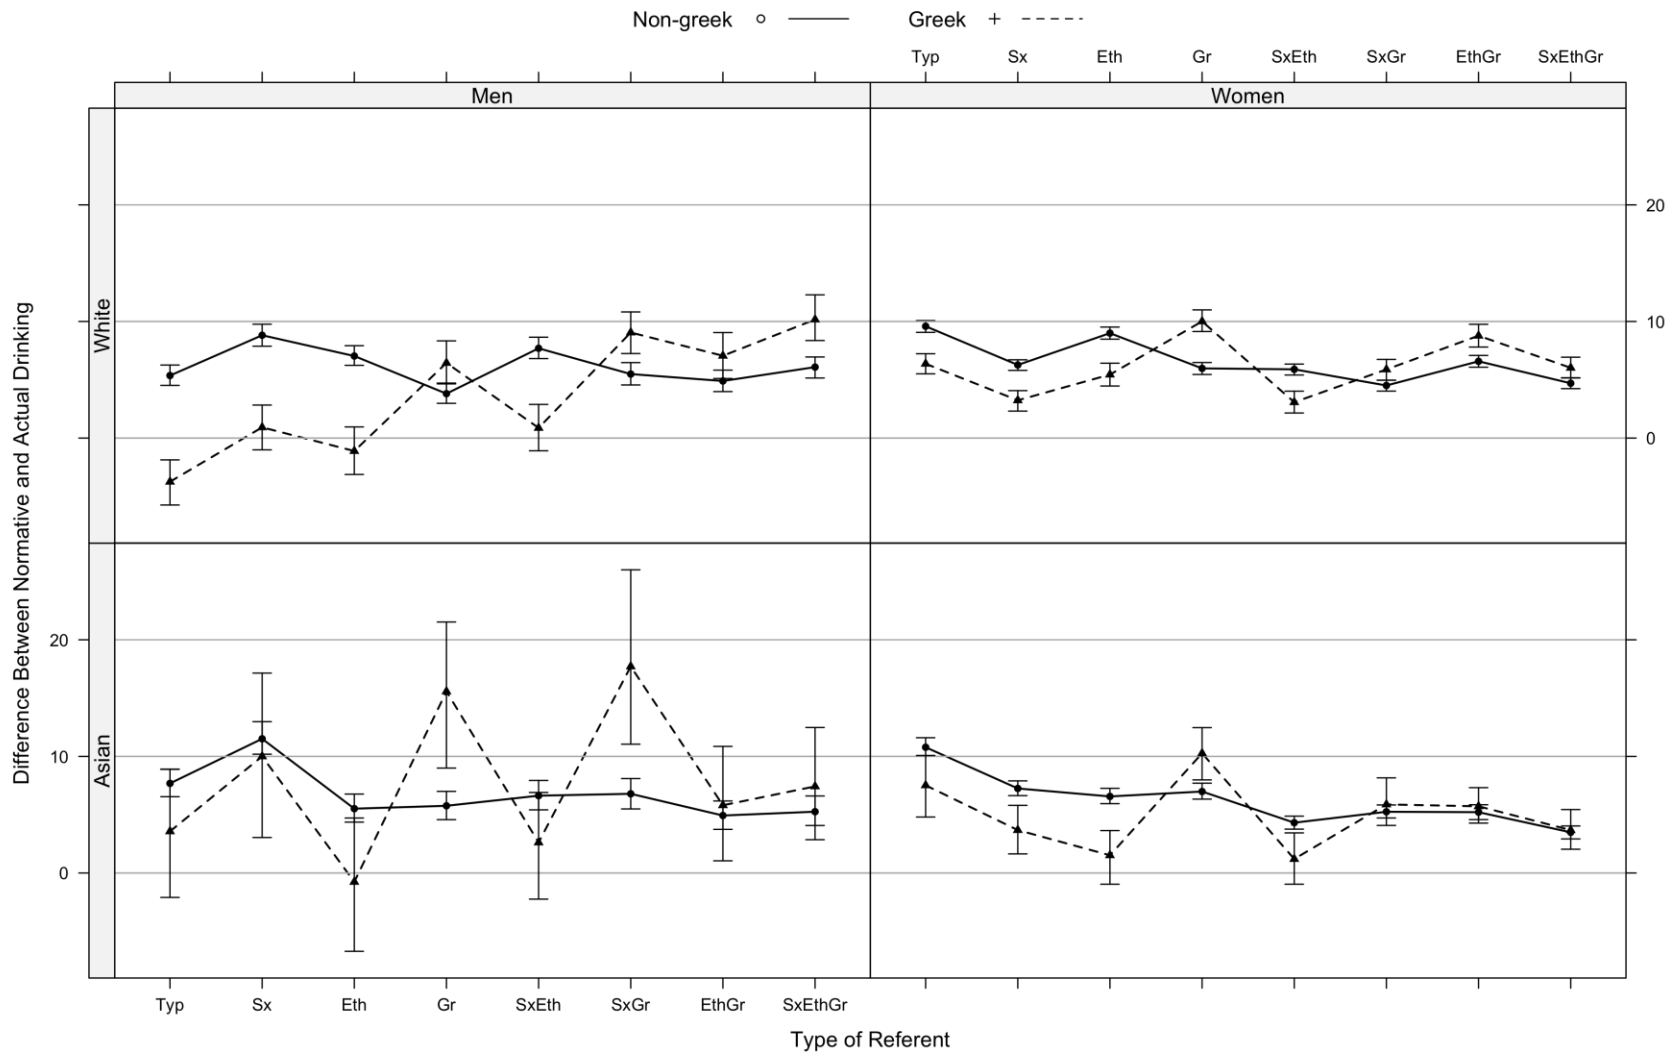 Non-greek Greek
Typ Sx Eth Gr SxEth SxGr EthGr SxEthGr
Men Women
White
20
10
0
Difference Between Normative and Actual Drinking
Asian
20
10
0
Typ Sx Eth Gr SxEth SxGr EthGr SxEthGr
Type of Referent